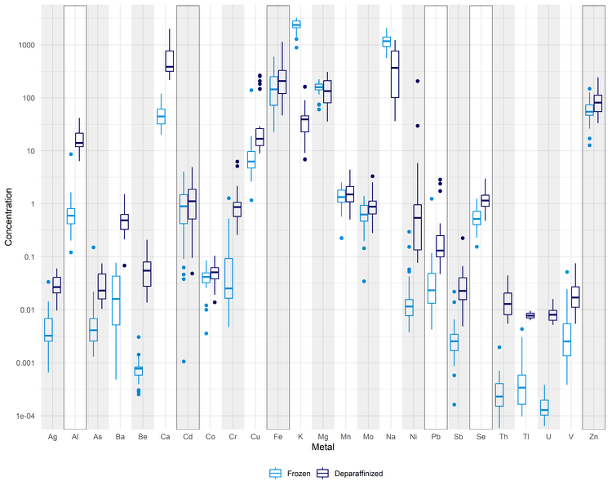 Concentration
1000
100
10
1
0.1
0.01
0.001
1e-04
Ag Al As Ba Be Ca Cd Co Cr Cu Fe K Mg Mn Mo Na Ni Pb Sb Se Th Tl U V Zn
Metal
Frozen Deparaffinized